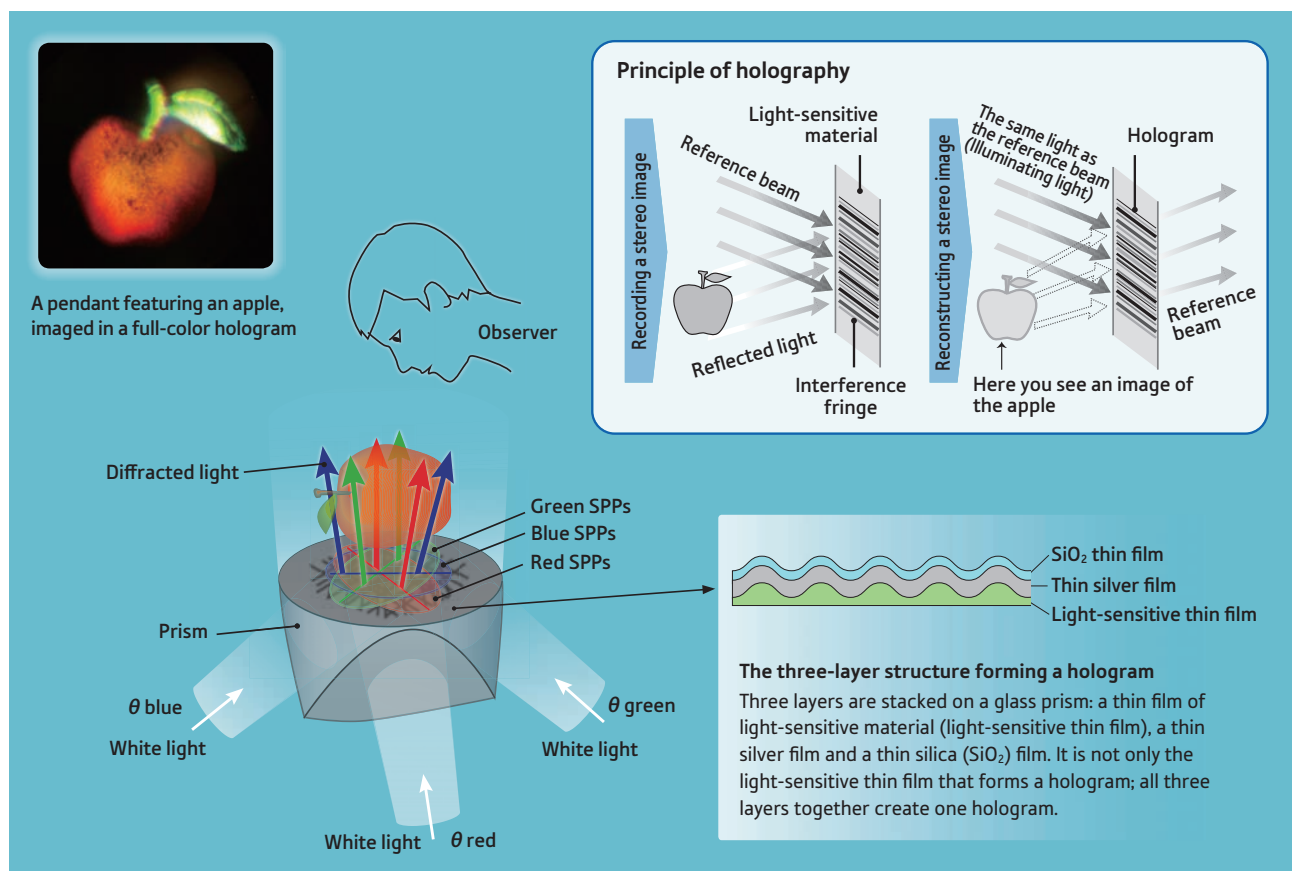 A pendant featuring an apple,
imaged in a full-color hologram
Observer
Principle of holography
Recording a stereo image
Reference beam
Light-sensitive
material
Reflected light
Interference
fringe
Reconstructing a stereo image
The same light as
the reference beam
(Illuminating light)
Hologram
Reference
beam
Here you see an image of
the apple
Diffracted light
Green SPPs
Blue SPPs
Red SPPs
Prism
θ blue
White light
θ green
White light
White light
θ red
SiO₂ thin film
Thin silver film
Light-sensitive thin film
The three-layer structure forming a hologram
Three layers are stacked on a glass prism: a thin film of
light-sensitive material (light-sensitive thin film), a thin
silver film and a thin silica (SiO₂) film. It is not only the
light-sensitive thin film that forms a hologram; all three
layers together create one hologram.